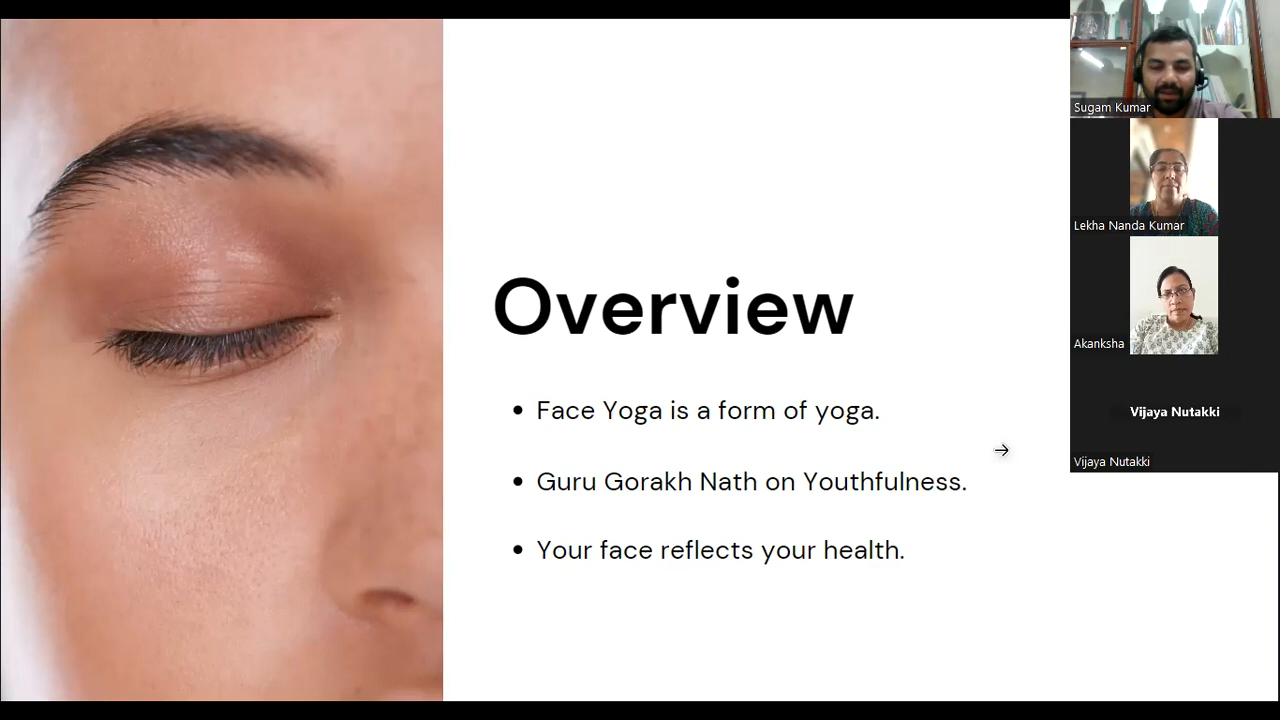 Overview
Face Yoga is a form of yoga.
Guru Gorakh Nath on Youthfulness.
Your face reflects your health.
Sugam Kumar
Lekha Nanda Kumar
Akanksha
Vijaya Nutakki
Vijaya Nutakki